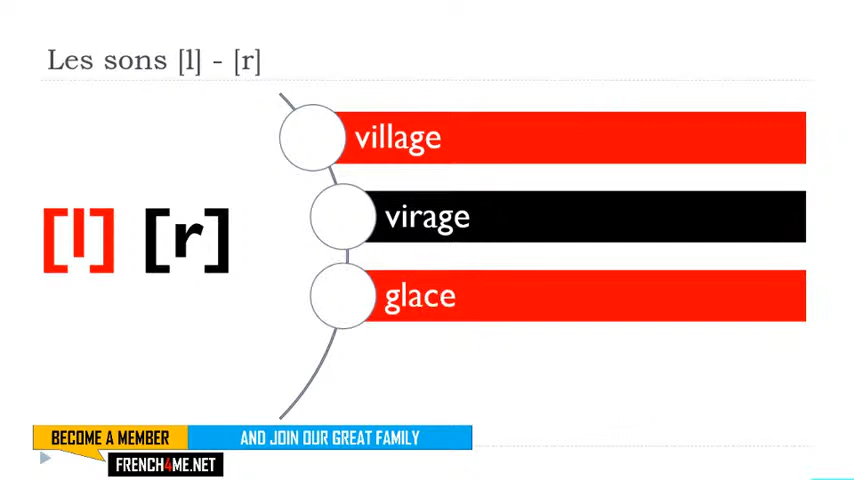 Les sons [l] - [r]
[l] [r]
village
virage
glace
BECOME A MEMBER
AND JOIN OUR GREAT FAMILY
FRENCH4ME.NET